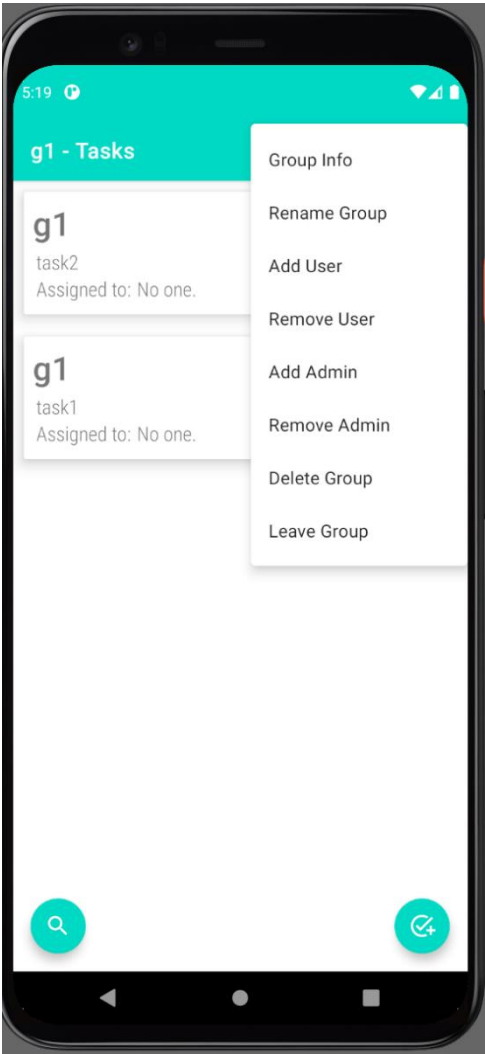 5:19
g1 - Tasks
Group Info
Rename Group
Add User
Remove User
Add Admin
Remove Admin
Delete Group
Leave Group
g1
task2
Assigned to: No one.
g1
task1
Assigned to: No one.